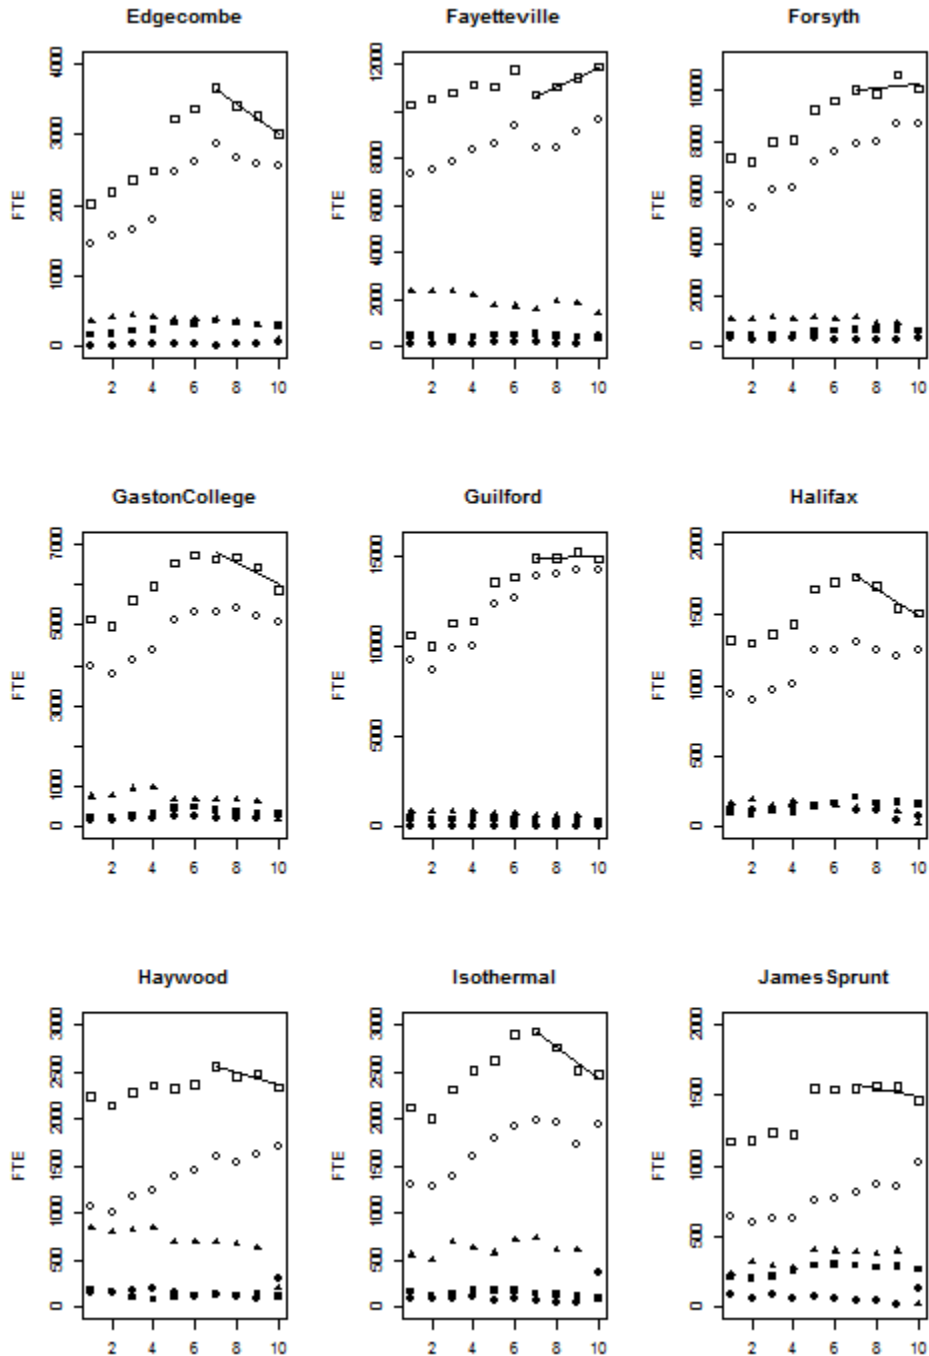 Edgecombe Fayetteville Forsyth
FTE 0 1000 2000 3000 4000
2 4 6 8 10
FTE 0 2000 4000 6000 8000 12000
2 4 6 8 10
FTE 0 2000 4000 6000 8000 10000
2 4 6 8 10
GastonCollege Guilford Halifax
FTE 0 1000 3000 5000 7000
2 4 6 8 10
FTE 0 5000 10000 15000
2 4 6 8 10
FTE 0 500 1000 1500 2000
2 4 6 8 10
Haywood Isothermal JamesSprunt
FTE 0 500 1000 1500 2000 2500 3000
2 4 6 8 10
FTE 0 500 1000 1500 2000 2500 3000
2 4 6 8 10
FTE 0 500 1000 1500 2000
2 4 6 8 10